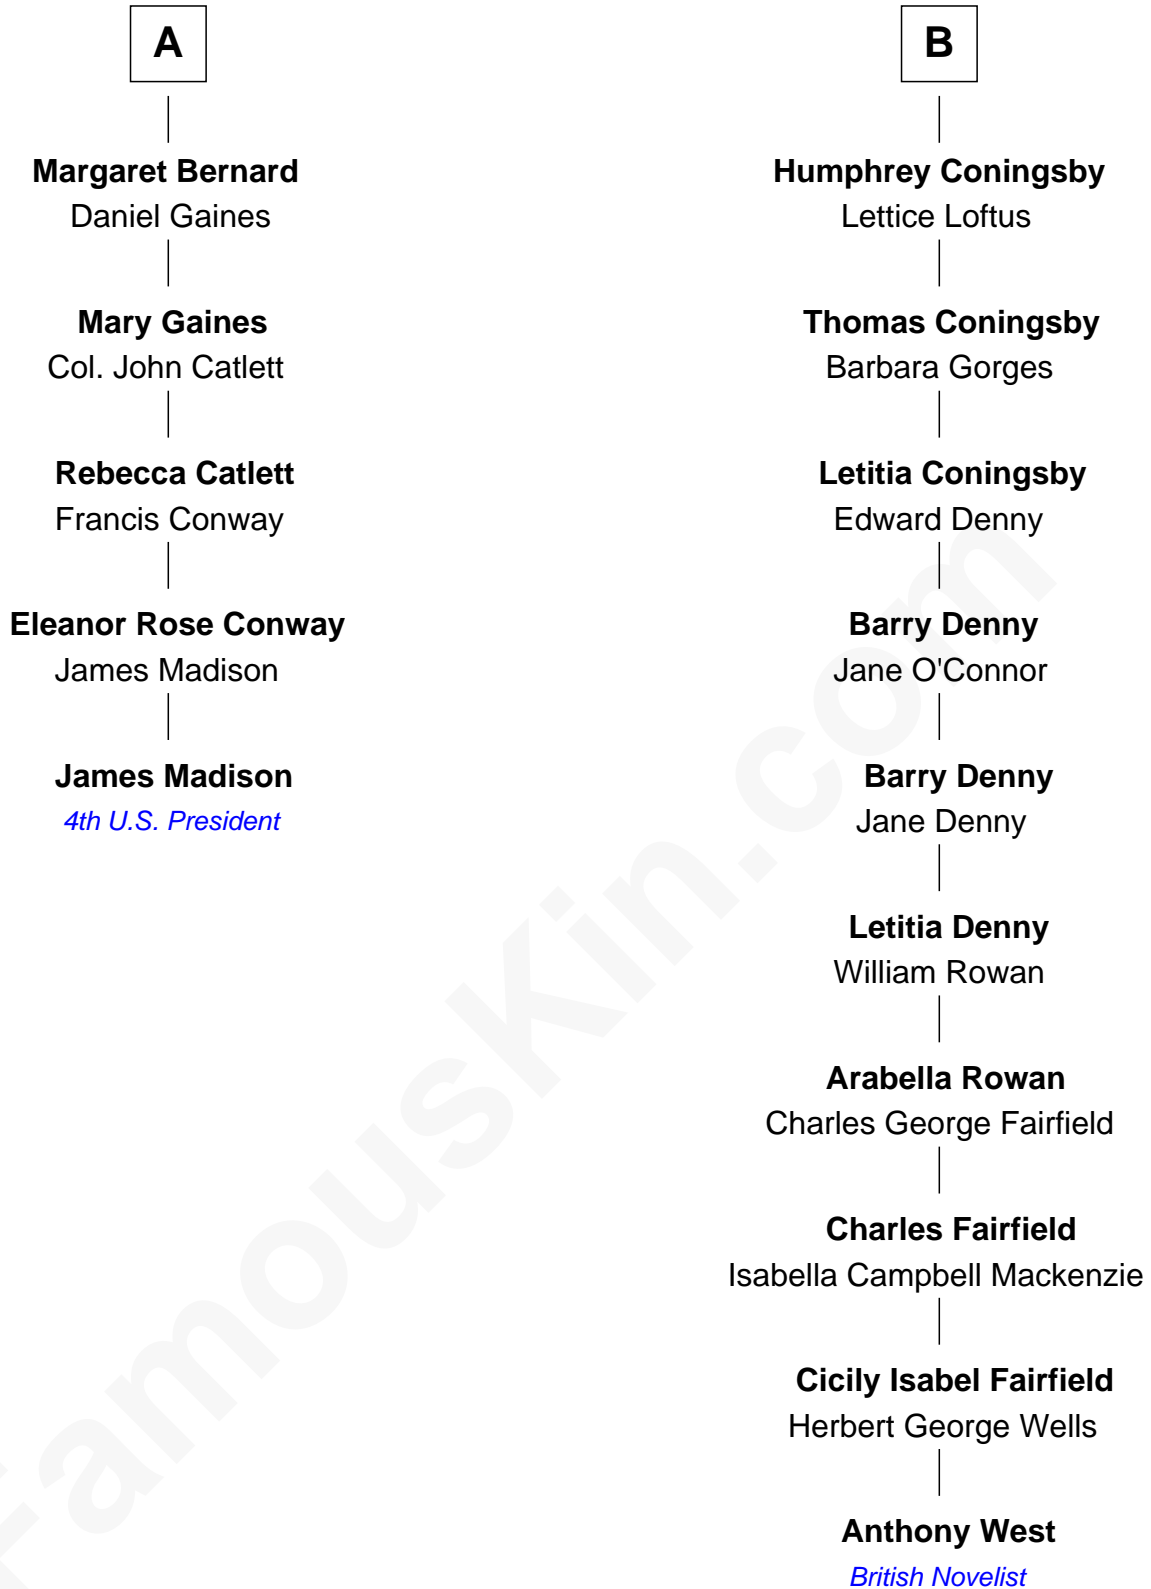 A
Margaret Bernard
Daniel Gaines
Mary Gaines
Col. John Catlett
Rebecca Catlett
Francis Conway
Eleanor Rose Conway
James Madison
James Madison
4th U.S. President
B
Humphrey Coningsby
Lettice Loftus
Thomas Coningsby
Barbara Gorges
Letitia Coningsby
Edward Denny
Barry Denny
Jane O'Connor
Barry Denny
Jane Denny
Letitia Denny
William Rowan
Arabella Rowan
Charles George Fairfield
Charles Fairfield
Isabella Campbell Mackenzie
Cicily Isabel Fairfield
Herbert George Wells
Anthony West
British Novelist
FamousKin.com